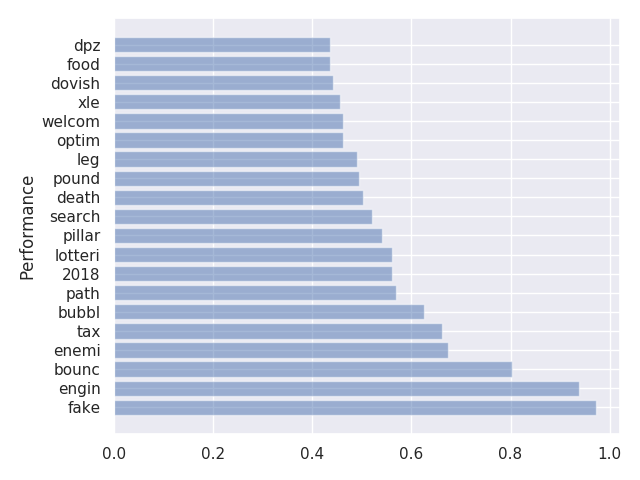 dpz
food
dovish
xle
welcom
optim
leg
pound
death
search
pillar
lotteri
2018
path
bubbl
tax
enemi
bounc
engin
fake
Performance
0.0 0.2 0.4 0.6 0.8 1.0